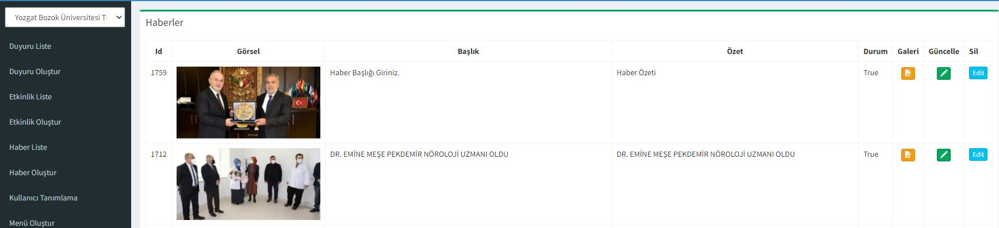 Yozgat Bozok Üniversitesi T
Duyuru Liste
Duyuru Oluştur
Etkinlik Liste
Etkinlik Oluştur
Haber Liste
Haber Oluştur
Kullanıcı Tanımlama
Menü Oluştur
Haberler
Id Görsel Başlık Özet Durum Galeri Güncelle Sil
1759 Haber Başlığı Giriniz. Haber Özeti True Edit
1712 DR. EMİNE MEŞE PEKDEMİR NÖROLOJİ UZMANI OLDU DR. EMİNE MEŞE PEKDEMİR NÖROLOJİ UZMANI OLDU True Edit